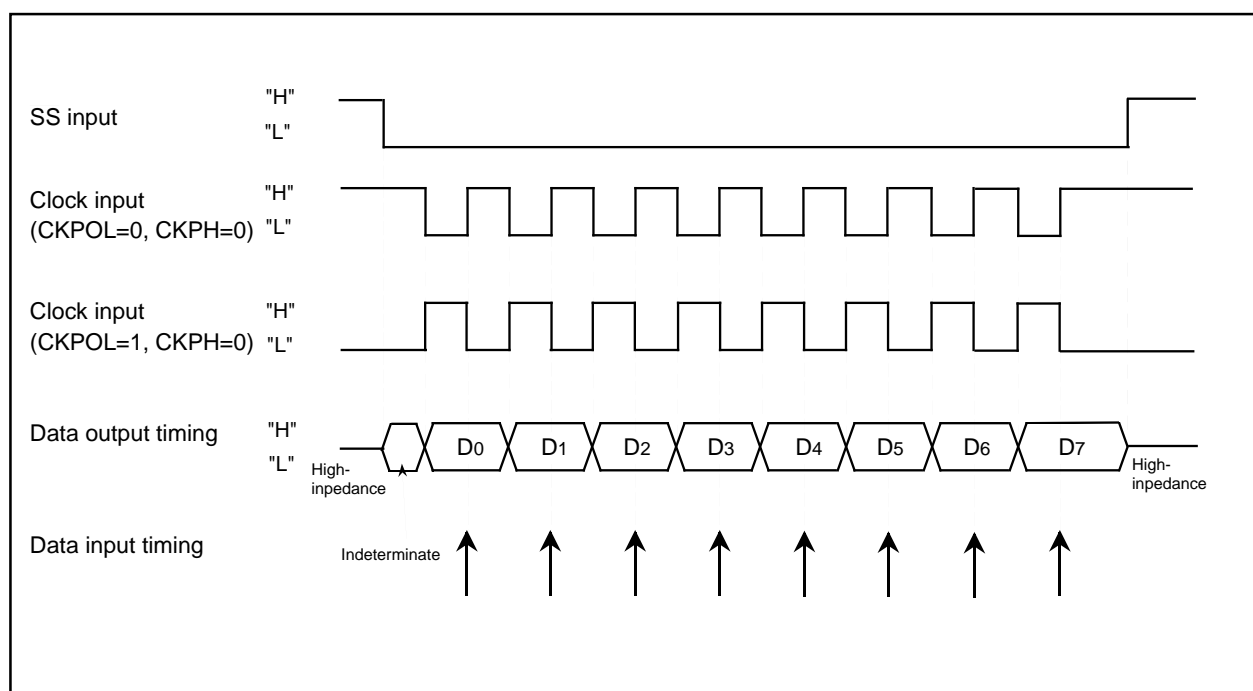 SS input
"H"
"L"
Clock input
(CKPOL=0, CKPH=0)
"H"
"L"
Clock input
(CKPOL=1, CKPH=0)
"H"
"L"
Data output timing
"H"
"L"
High-
inpedance
D0
D1
D2
D3
D4
D5
D6
D7
High-
inpedance
Data input timing
Indeterminate